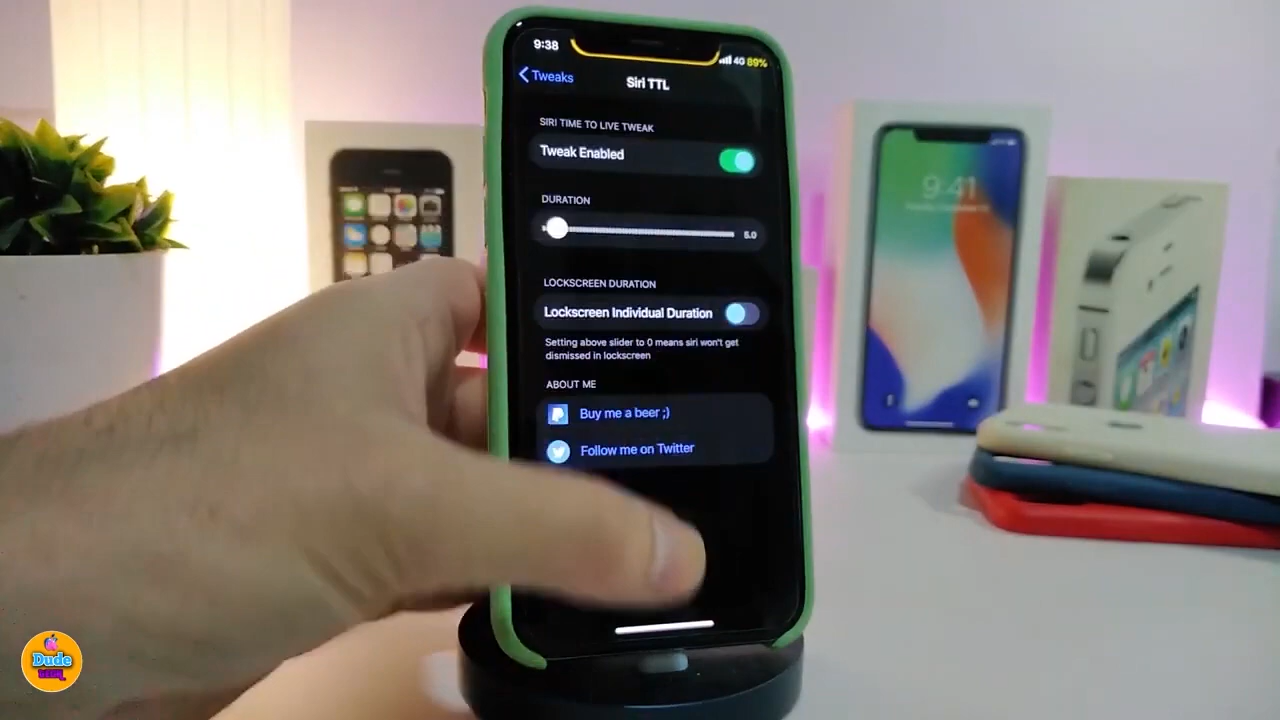 9:38
4G 89%
Tweaks
Siri TTL
SIRI TIME TO LIVE TWEAK
Tweak Enabled
DURATION
5.0
LOCKSCREEN DURATION
Lockscreen Individual Duration
Setting above slider to 0 means siri won't get
dismissed in lockscreen
ABOUT ME
Buy me a beer ;)
Follow me on Twitter
9:41
Dude